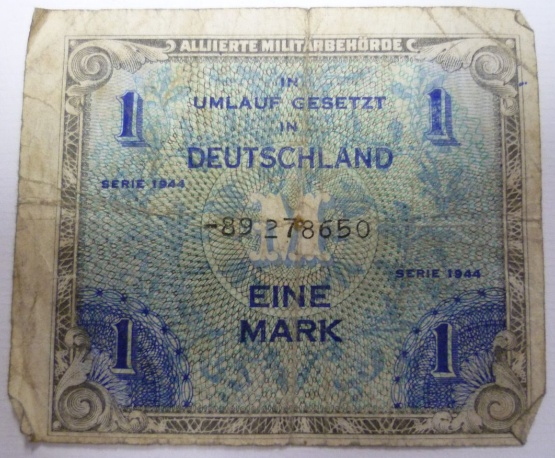 ALLIIERTE MILITÄRBEHÖRDE
IN
1 UMLAUF GESETZT 1
IN
DEUTSCHLAND
SERIE 1944
M
-89278650
SERIE 1944
EINE
1 MARK 1